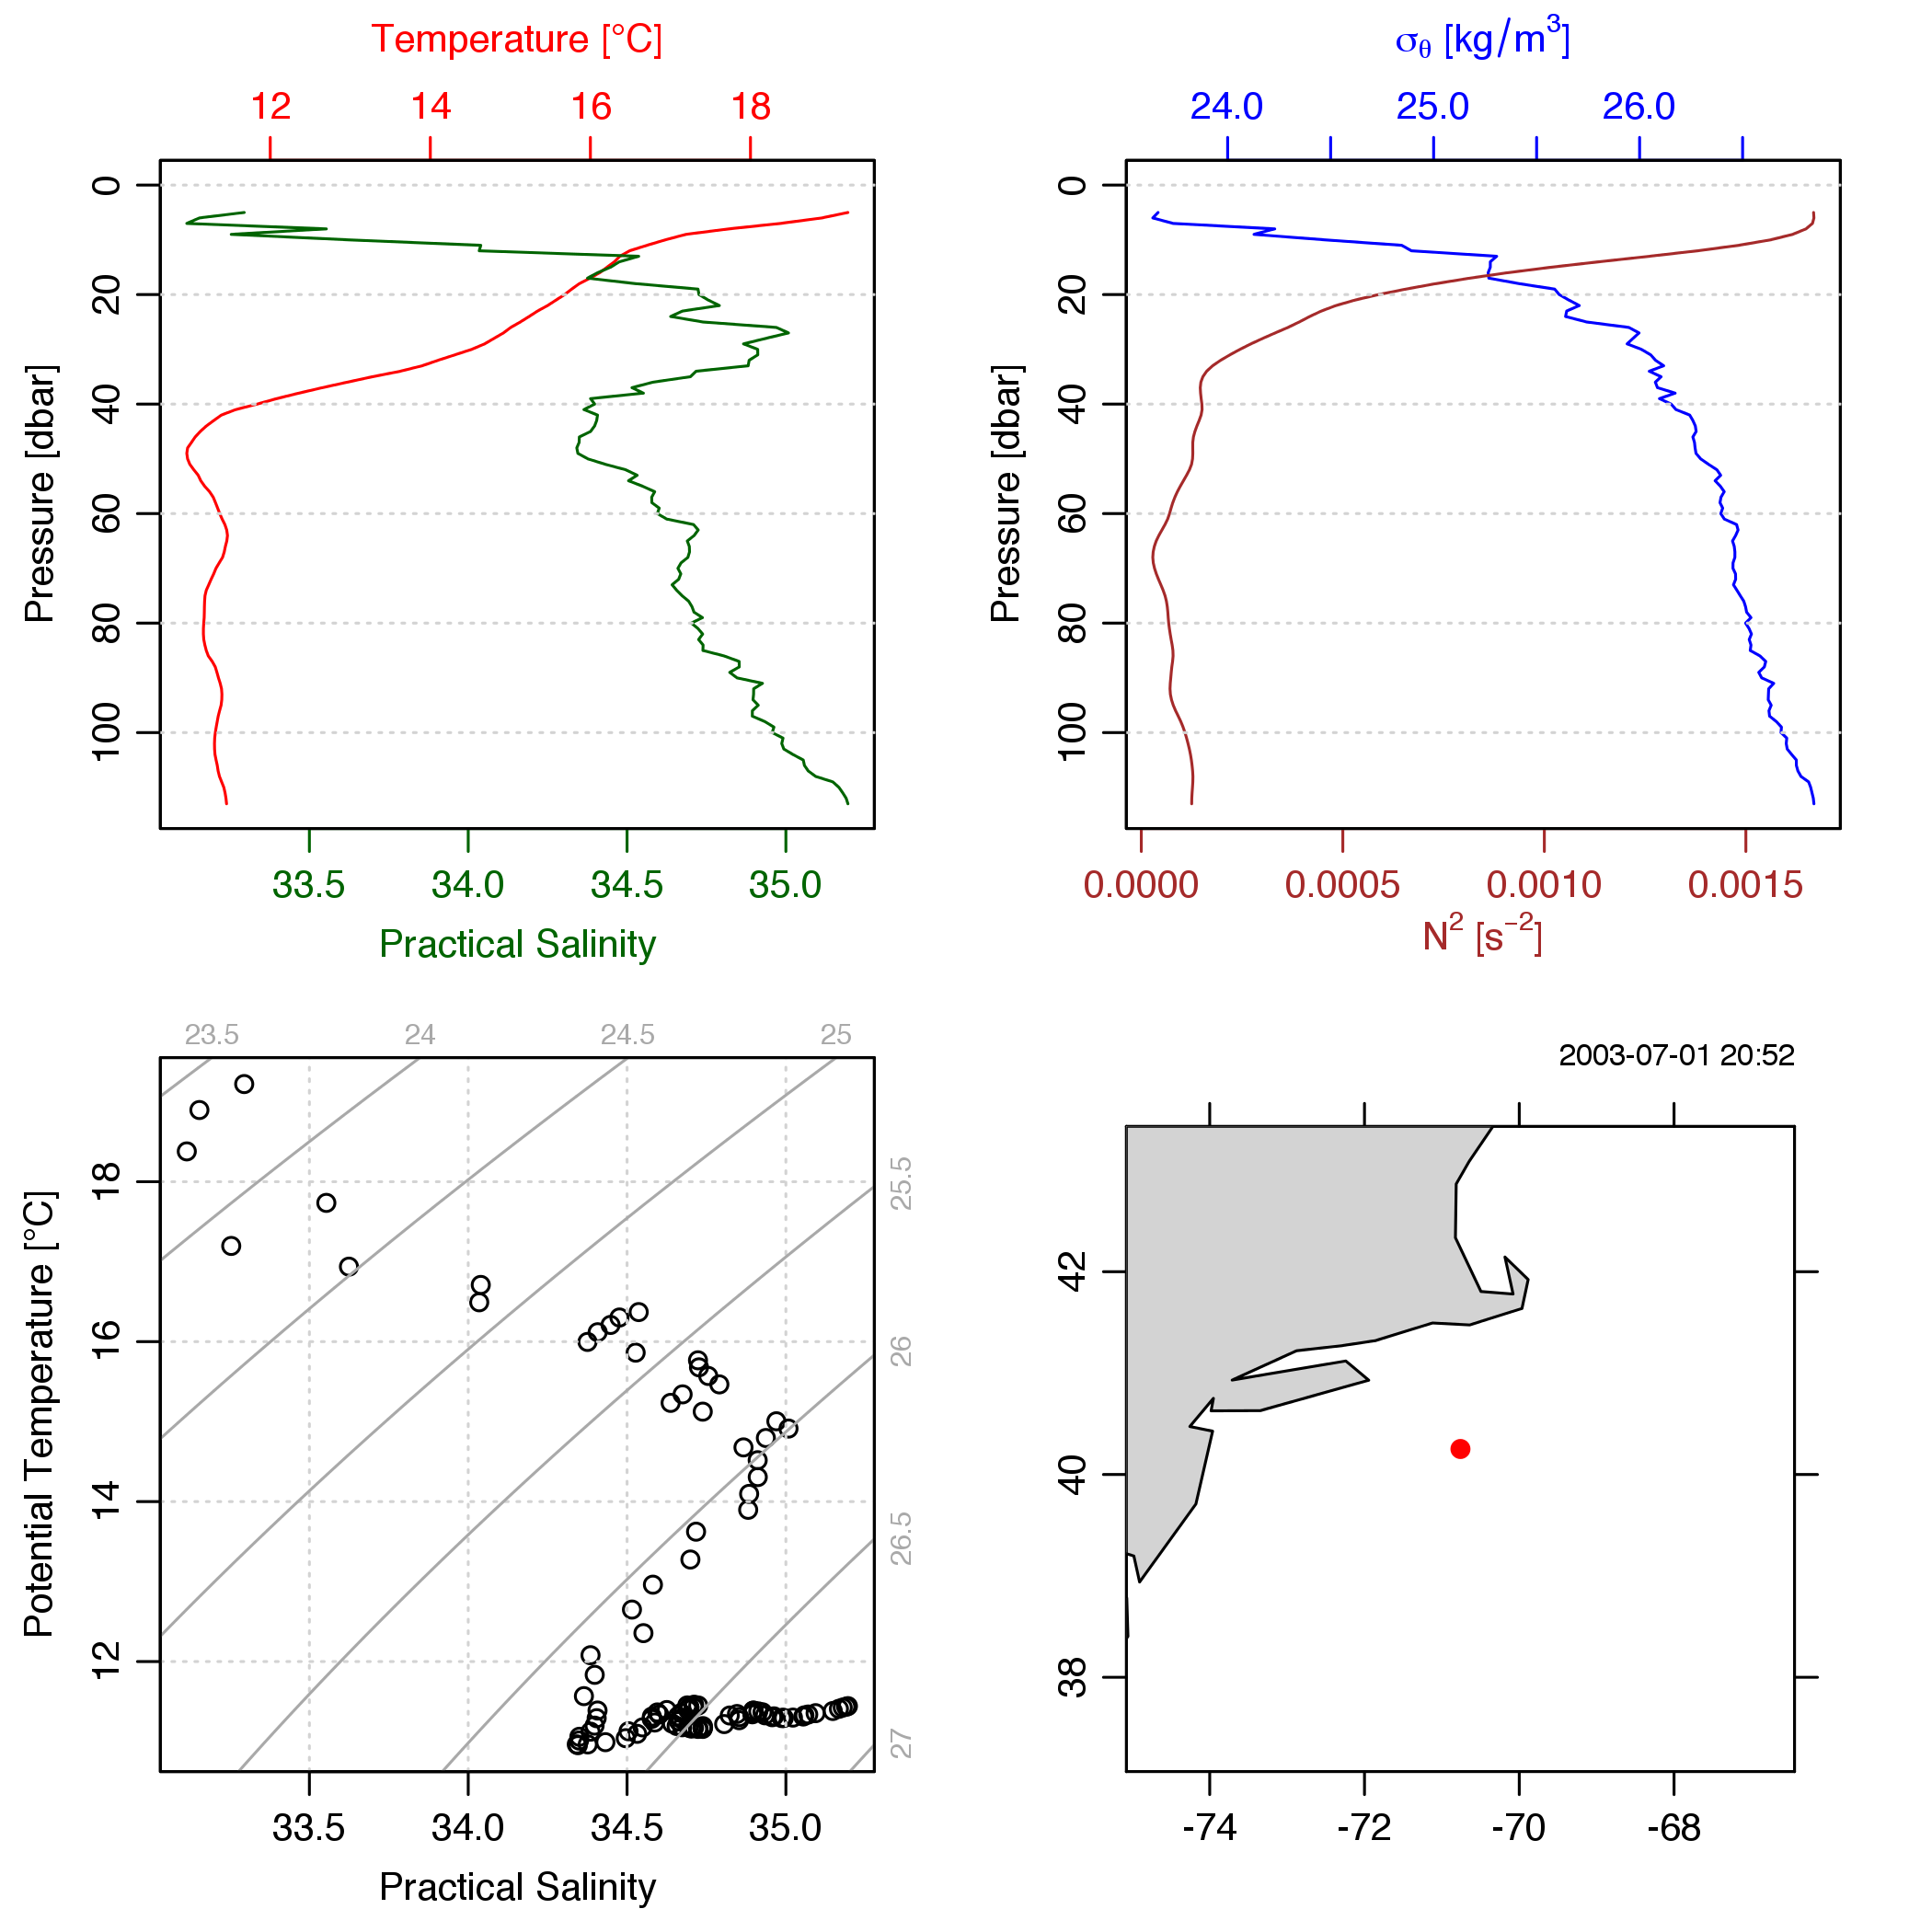 Temperature [°C]
12 14 16 18
0
20
40
60
80
100
Pressure [dbar]
33.5 34.0 34.5 35.0
Practical Salinity
σθ [kg/m³]
24.0 25.0 26.0
0
20
40
60
80
100
Pressure [dbar]
0.0000 0.0005 0.0010 0.0015
N² [s⁻²]
23.5 24 24.5 25
25.5
26
26.5
27
18
16
14
12
Potential Temperature [°C]
33.5 34.0 34.5 35.0
Practical Salinity
2003-07-01 20:52
42
40
38
-74 -72 -70 -68